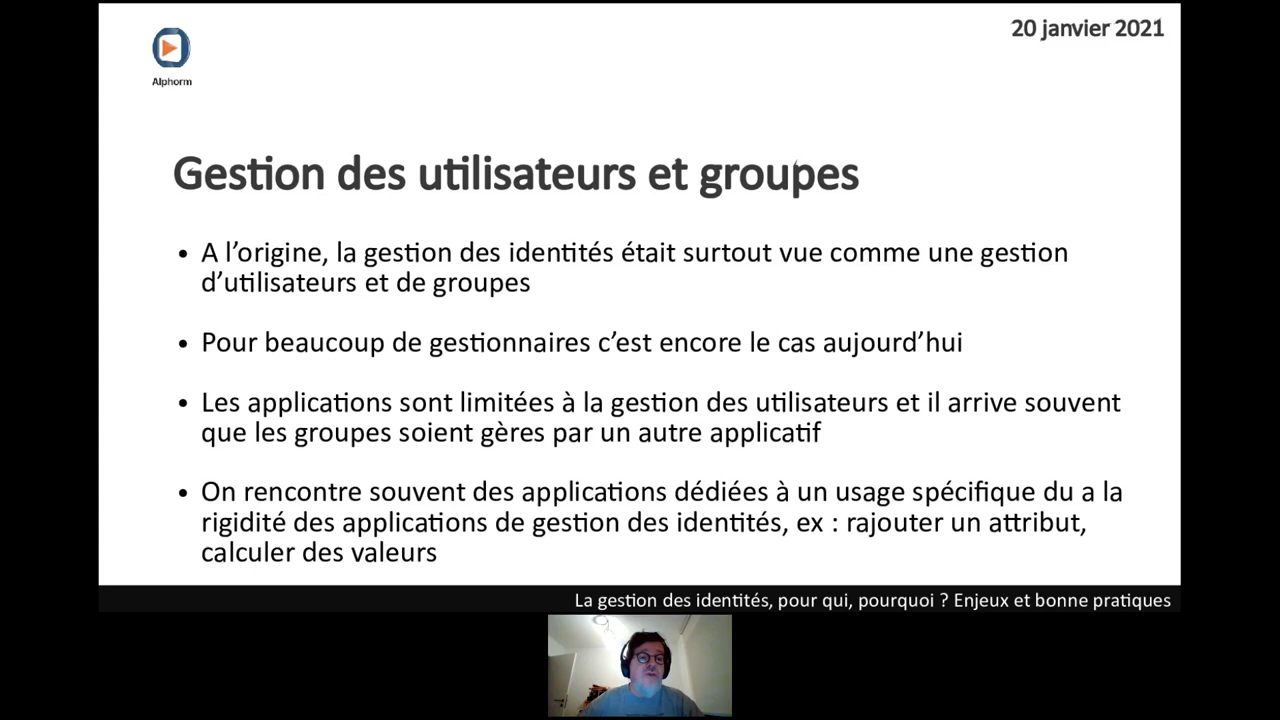 20 janvier 2021
Alphorm
Gestion des utilisateurs et groupes
• A l’origine, la gestion des identités était surtout vue comme une gestion
d’utilisateurs et de groupes
• Pour beaucoup de gestionnaires c’est encore le cas aujourd’hui
• Les applications sont limitées à la gestion des utilisateurs et il arrive souvent
que les groupes soient gères par un autre applicatif
• On rencontre souvent des applications dédiées à un usage spécifique du a la
rigidité des applications de gestion des identités, ex : rajouter un attribut,
calculer des valeurs
La gestion des identités, pour qui, pourquoi ? Enjeux et bonne pratiques